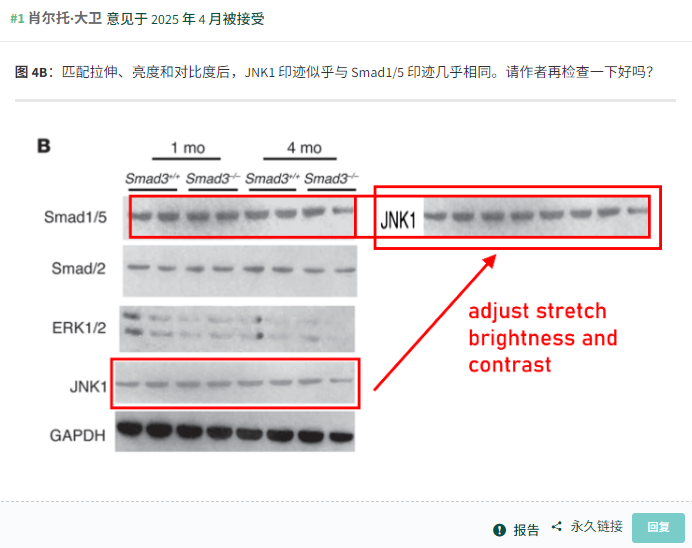 #1 肖尔托·大卫 意见于 2025 年 4 月被接受
图 4B：匹配拉伸、亮度和对比度后，JNK1 印迹似乎与 Smad1/5 印迹几乎相同。请作者再检查一下好吗？
B
1 mo 4 mo
Smad3+/+ Smad3−/− Smad3+/+ Smad3−/−
Smad1/5
JNK1
Smad/2
adjust stretch
brightness and
contrast
ERK1/2
JNK1
GAPDH
报告 永久链接 回复